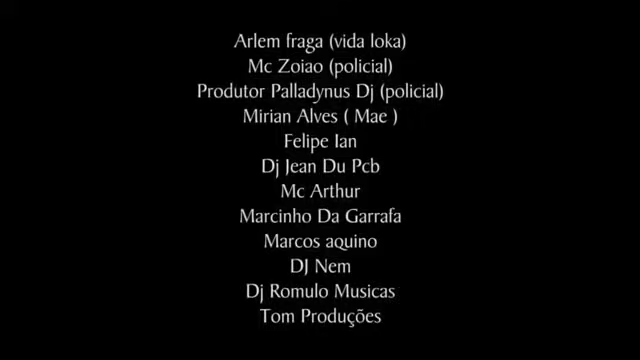 Arlem fraga (vida loka)
Mc Zoiao (policial)
Produtor Palladynus Dj (policial)
Mirian Alves ( Mae )
Felipe Ian
Dj Jean Du Pcb
Mc Arthur
Marcinho Da Garrafa
Marcos aquino
DJ Nem
Dj Romulo Musicas
Tom Produções